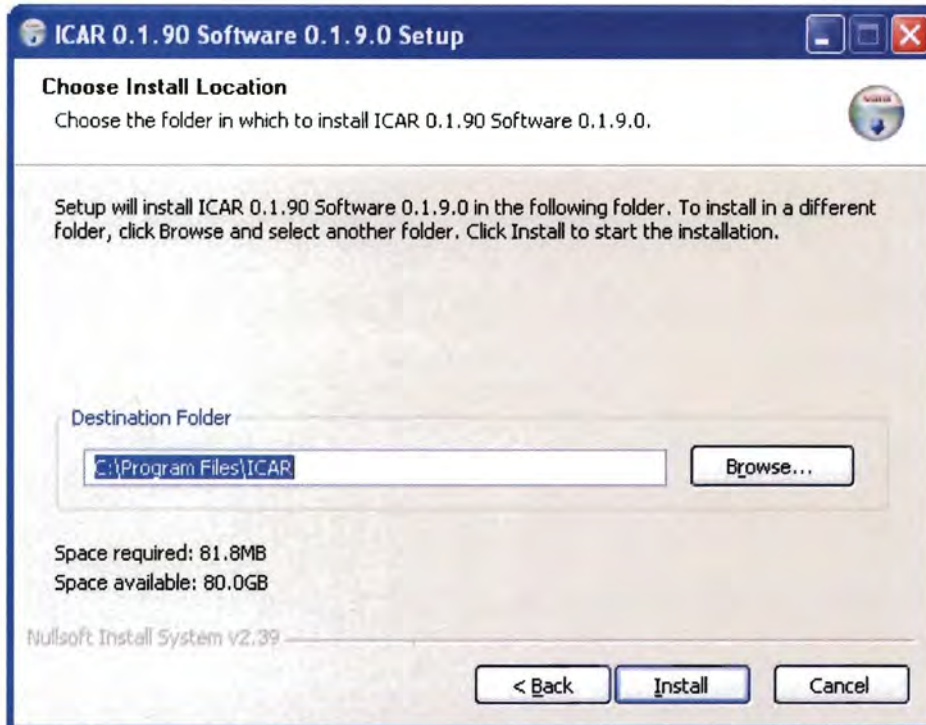 ICAR 0.1.90 Software 0.1.9.0 Setup
Choose Install Location
Choose the folder in which to install ICAR 0.1.90 Software 0.1.9.0.
Setup will install ICAR 0.1.90 Software 0.1.9.0 in the following folder. To install in a different
folder, click Browse and select another folder. Click Install to start the installation.
Destination Folder
C:\Program Files\ICAR
Browse...
Space required: 81.8MB
Space available: 80.0GB
Nullsoft Install System v2.39
< Back
Install
Cancel